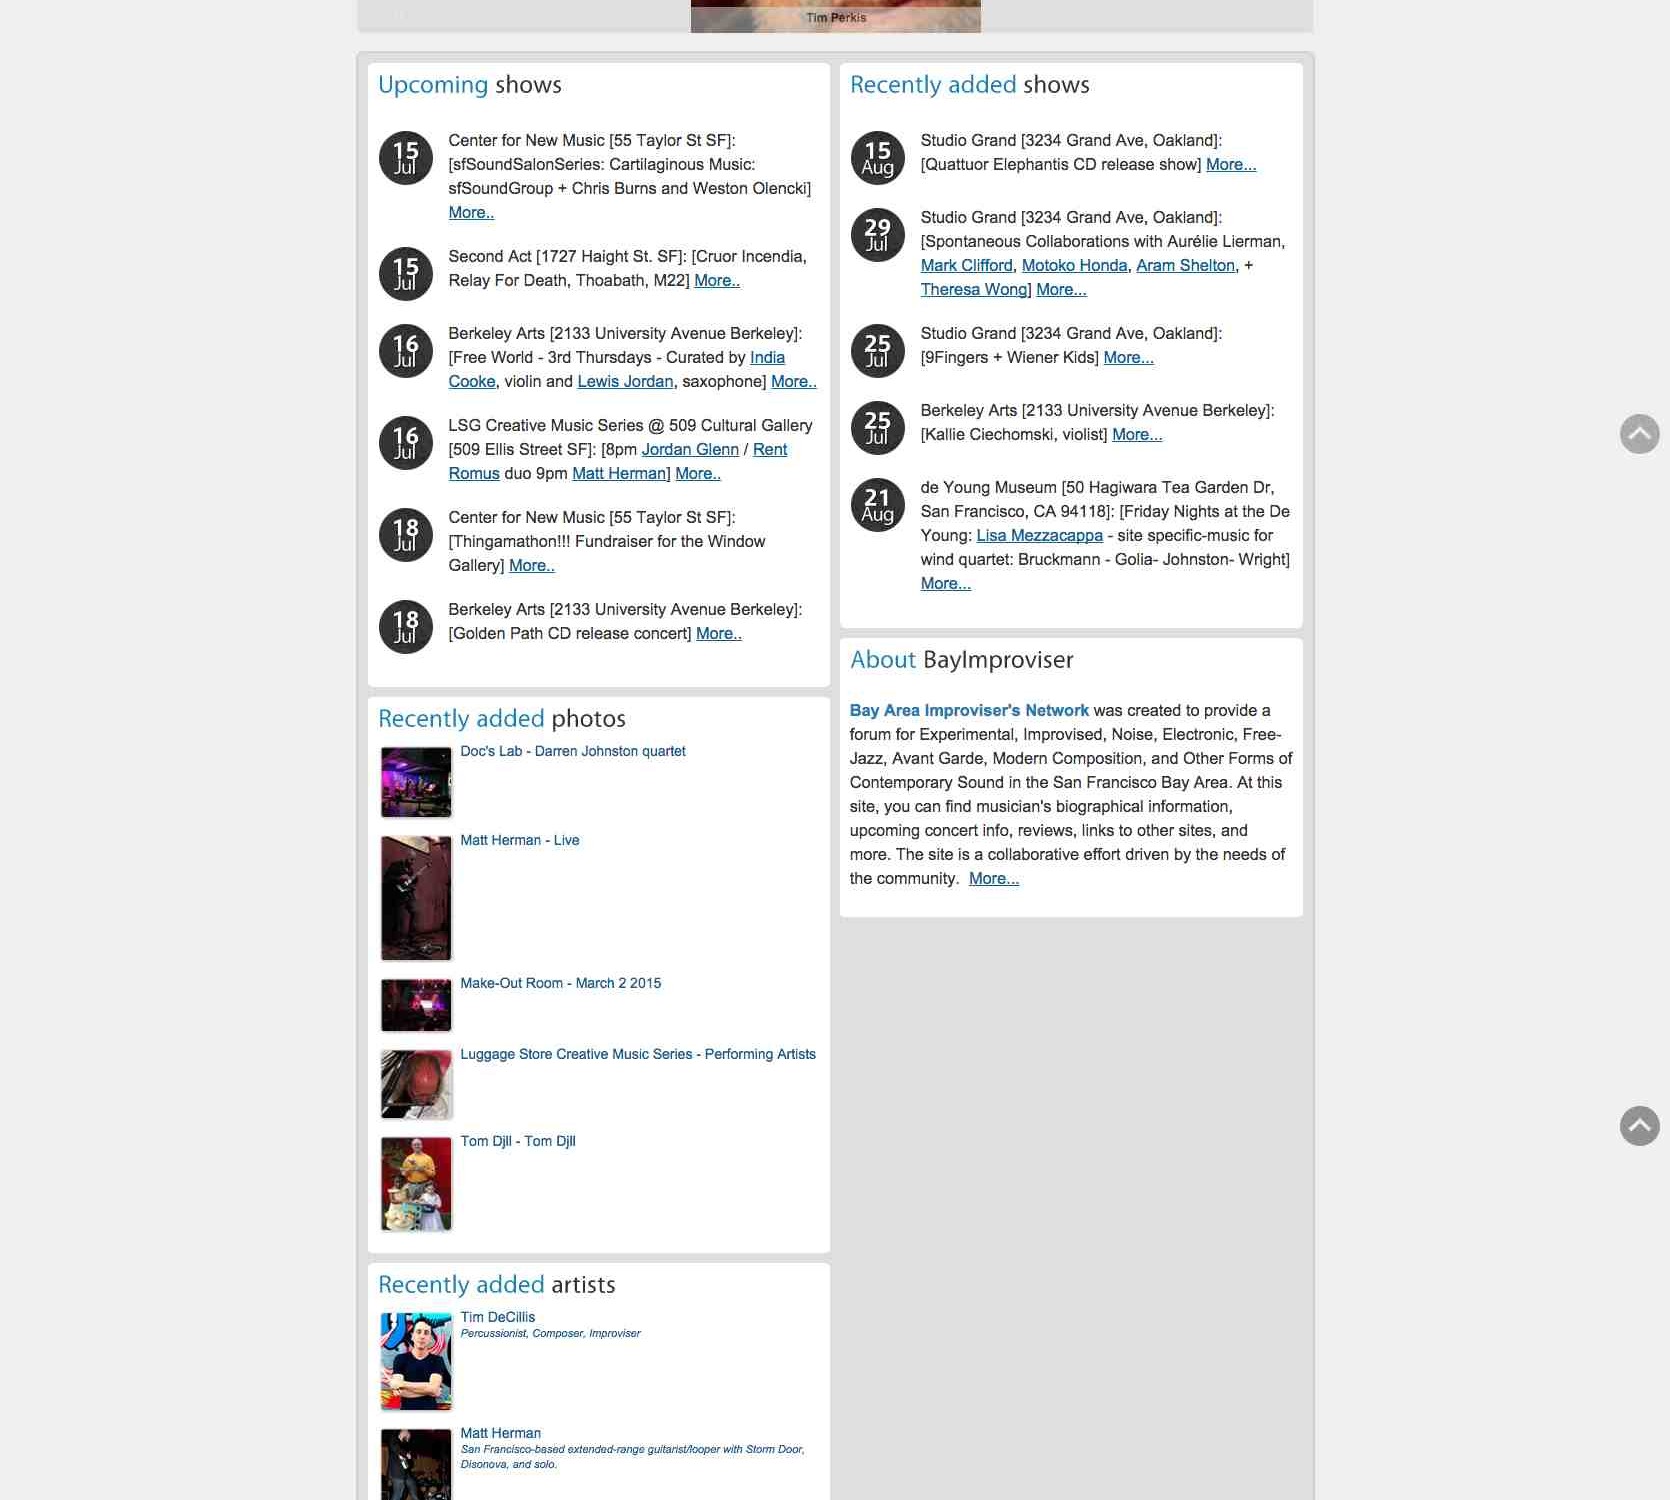 Tim Perkis
Upcoming shows
15
Jul
Center for New Music [55 Taylor St SF]:
[sfSoundSalonSeries: Cartilaginous Music:
sfSoundGroup + Chris Burns and Weston Olencki]
More..
15
Jul
Second Act [1727 Haight St. SF]: [Cruor Incendia,
Relay For Death, Thoabath, M22] More..
16
Jul
Berkeley Arts [2133 University Avenue Berkeley]:
[Free World - 3rd Thursdays - Curated by India
Cooke, violin and Lewis Jordan, saxophone] More..
16
Jul
LSG Creative Music Series @ 509 Cultural Gallery
[509 Ellis Street SF]: [8pm Jordan Glenn / Rent
Romus duo 9pm Matt Herman] More..
18
Jul
Center for New Music [55 Taylor St SF]:
[Thingamathon!!! Fundraiser for the Window
Gallery] More..
18
Jul
Berkeley Arts [2133 University Avenue Berkeley]:
[Golden Path CD release concert] More..
Recently added photos
Doc's Lab - Darren Johnston quartet
Matt Herman - Live
Make-Out Room - March 2 2015
Luggage Store Creative Music Series - Performing Artists
Tom Djll - Tom Djll
Recently added artists
Tim DeCillis
Percussionist, Composer, Improviser
Matt Herman
San Francisco-based extended-range guitarist/looper with Storm Door,
Disonova, and solo.
Recently added shows
15
Aug
Studio Grand [3234 Grand Ave, Oakland]:
[Quattuor Elephantis CD release show] More...
29
Jul
Studio Grand [3234 Grand Ave, Oakland]:
[Spontaneous Collaborations with Aurélie Lierman,
Mark Clifford, Motoko Honda, Aram Shelton, +
Theresa Wong] More...
25
Jul
Studio Grand [3234 Grand Ave, Oakland]:
[9Fingers + Wiener Kids] More...
25
Jul
Berkeley Arts [2133 University Avenue Berkeley]:
[Kallie Ciechomski, violist] More...
21
Aug
de Young Museum [50 Hagiwara Tea Garden Dr,
San Francisco, CA 94118]: [Friday Nights at the De
Young: Lisa Mezzacappa - site specific-music for
wind quartet: Bruckmann - Golia- Johnston- Wright]
More...
About BayImproviser
Bay Area Improviser's Network was created to provide a
forum for Experimental, Improvised, Noise, Electronic, Free-
Jazz, Avant Garde, Modern Composition, and Other Forms of
Contemporary Sound in the San Francisco Bay Area. At this
site, you can find musician's biographical information,
upcoming concert info, reviews, links to other sites, and
more. The site is a collaborative effort driven by the needs of
the community. More...